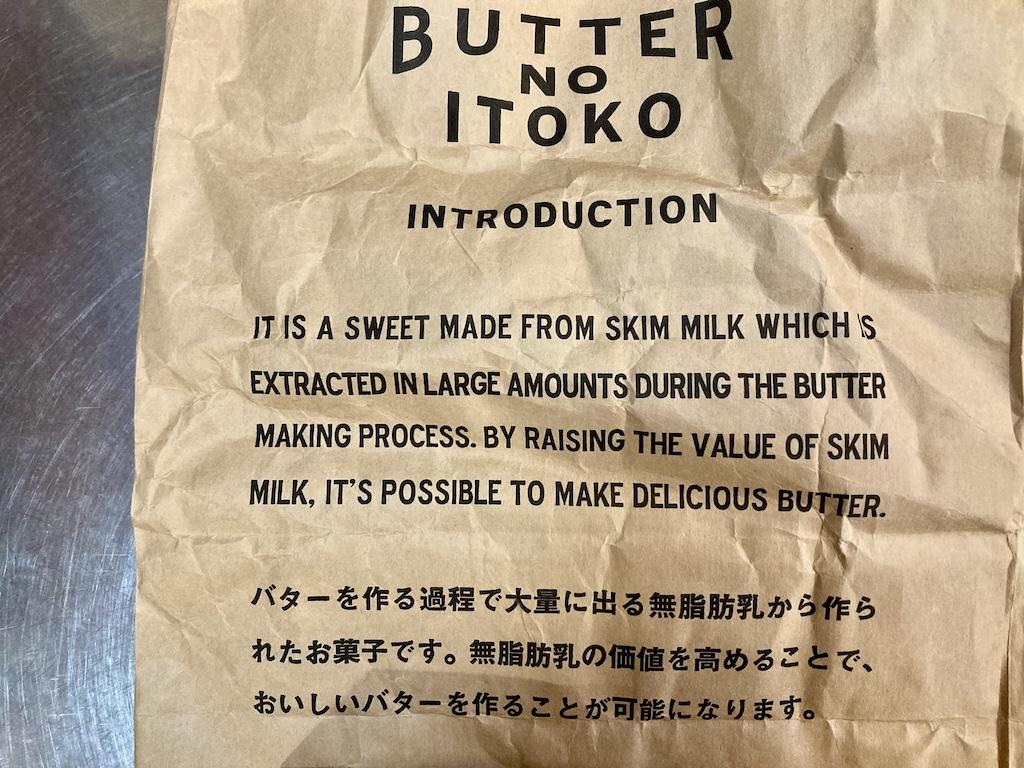 BUTTER
NO
ITOKO
INTRODUCTION
IT IS A SWEET MADE FROM SKIM MILK WHICH IS
EXTRACTED IN LARGE AMOUNTS DURING THE BUTTER
MAKING PROCESS. BY RAISING THE VALUE OF SKIM
MILK, IT'S POSSIBLE TO MAKE DELICIOUS BUTTER.
バターを作る過程で大量に出る無脂肪乳から作ら
れたお菓子です。無脂肪乳の価値を高めることで、
おいしいバターを作ることが可能になります。